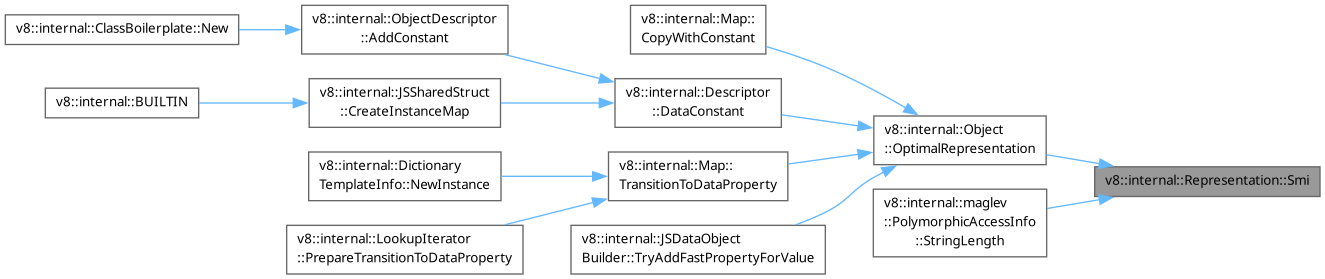 v8::internal::ClassBoilerplate::New
v8::internal::ObjectDescriptor
::AddConstant
v8::internal::Map::
CopyWithConstant
v8::internal::BUILTIN
v8::internal::JSSharedStruct
::CreateInstanceMap
v8::internal::Descriptor
::DataConstant
v8::internal::Object
::OptimalRepresentation
v8::internal::Dictionary
TemplateInfo::NewInstance
v8::internal::Map::
TransitionToDataProperty
v8::internal::Representation::Smi
v8::internal::maglev
::PolymorphicAccessInfo
::StringLength
v8::internal::LookupIterator
::PrepareTransitionToDataProperty
v8::internal::JSDataObject
Builder::TryAddFastPropertyForValue